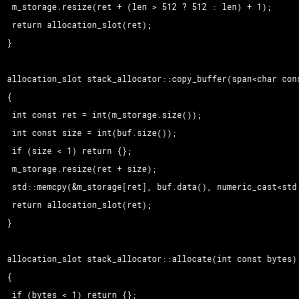 m_storage.resize(ret + (len > 512 ? 512 : len) + 1);
return allocation_slot(ret);
}
allocation_slot stack_allocator::copy_buffer(span<char cons
{
int const ret = int(m_storage.size());
int const size = int(buf.size());
if (size < 1) return {};
m_storage.resize(ret + size);
std::memcpy(&m_storage[ret], buf.data(), numeric_cast<std
return allocation_slot(ret);
}
allocation_slot stack_allocator::allocate(int const bytes)
{
if (bytes < 1) return {};